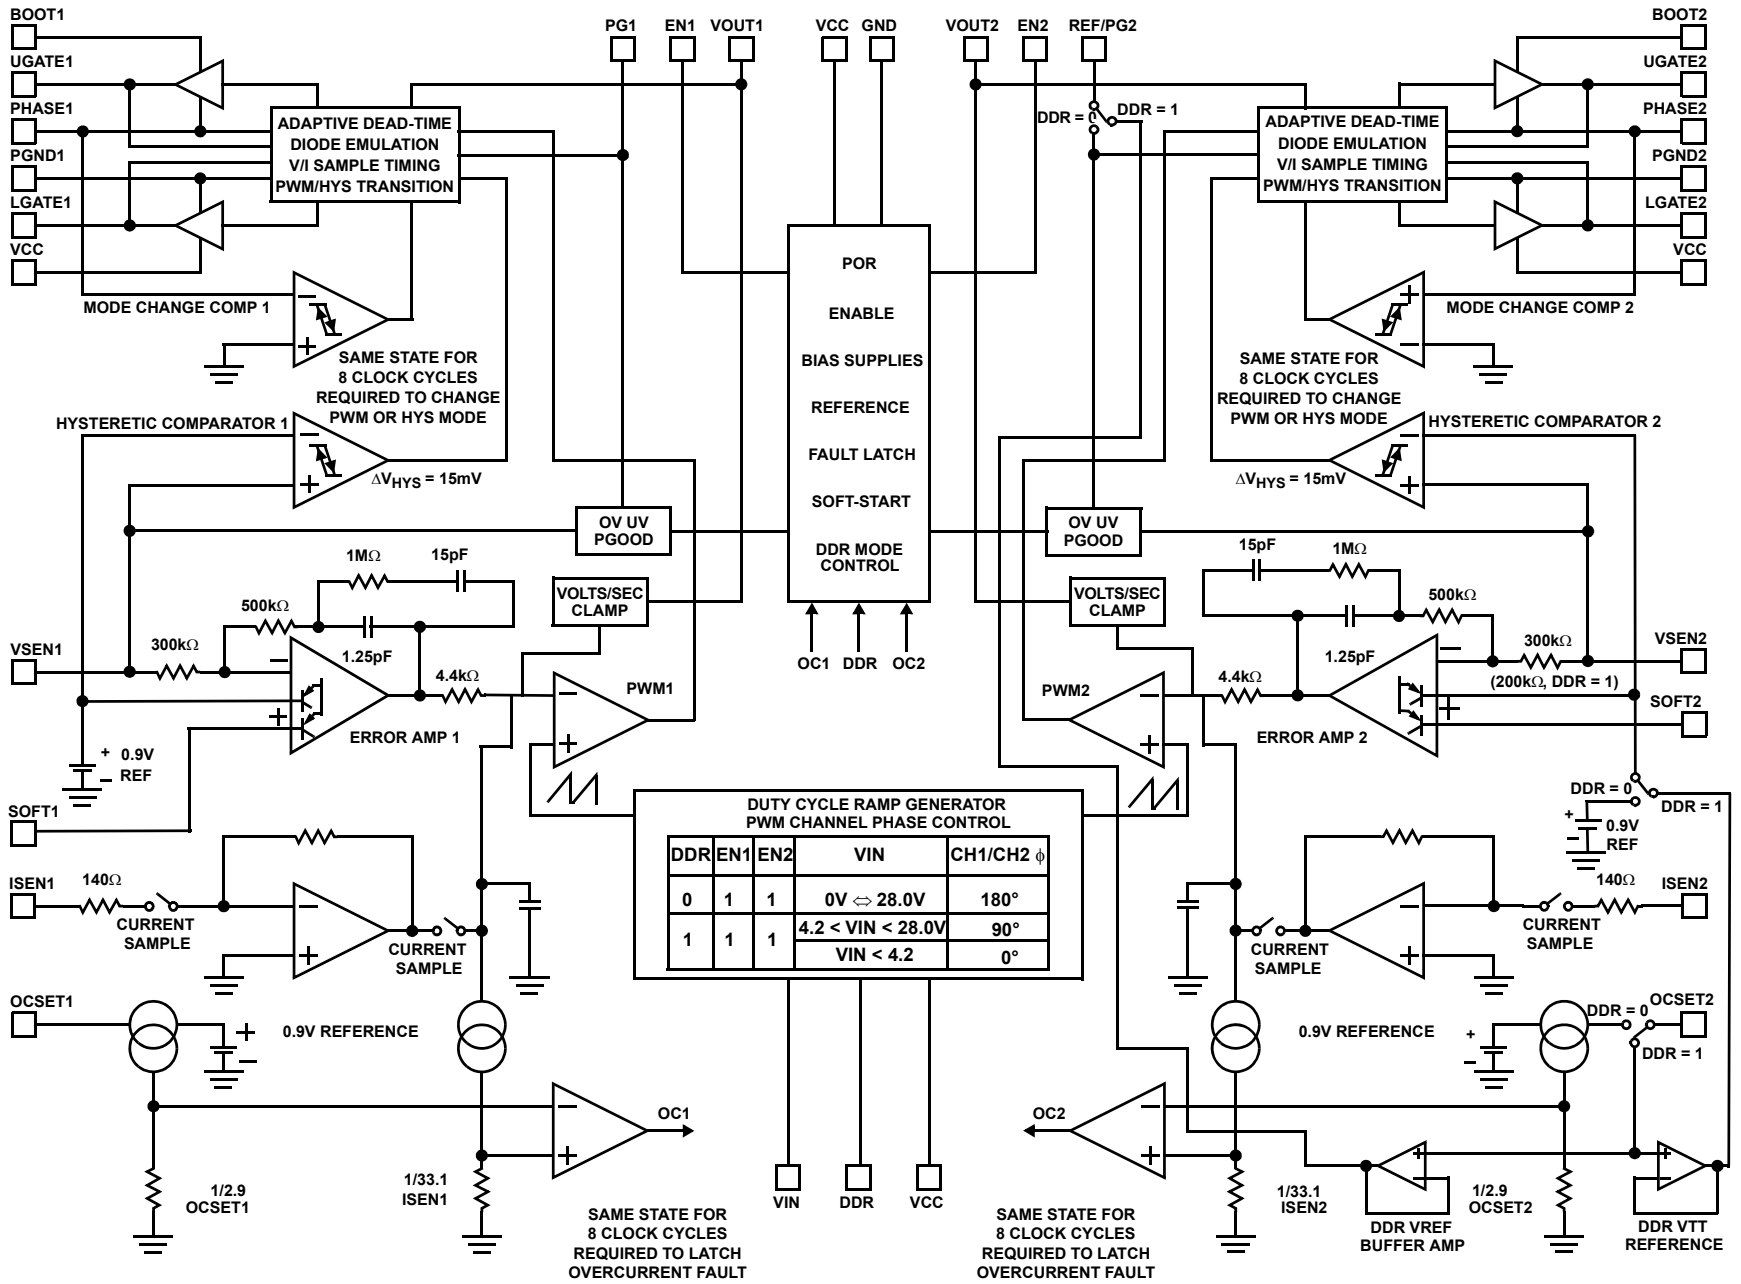 BOOT1
UGATE1
PHASE1
PGND1
LGATE1
VCC
PG1
EN1
VOUT1
VCC
GND
VOUT2
EN2
REF/PG2
BOOT2
UGATE2
PHASE2
PGND2
LGATE2
VCC
ADAPTIVE DEAD-TIME
DIODE EMULATION
V/I SAMPLE TIMING
PWM/HYS TRANSITION
DDR = 0
DDR = 1
ADAPTIVE DEAD-TIME
DIODE EMULATION
V/I SAMPLE TIMING
PWM/HYS TRANSITION
MODE CHANGE COMP 1
−
+
SAME STATE FOR
8 CLOCK CYCLES
REQUIRED TO CHANGE
PWM OR HYS MODE
POR
ENABLE
BIAS SUPPLIES
REFERENCE
FAULT LATCH
SOFT-START
DDR MODE
CONTROL
+
−
MODE CHANGE COMP 2
SAME STATE FOR
8 CLOCK CYCLES
REQUIRED TO CHANGE
PWM OR HYS MODE
HYSTERETIC COMPARATOR 1
−
+
ΔVHYS = 15mV
HYSTERETIC COMPARATOR 2
−
+
ΔVHYS = 15mV
OV UV
PGOOD
OV UV
PGOOD
1MΩ
15pF
500kΩ
300kΩ
1.25pF
VSEN1
VOLTS/SEC
CLAMP
OC1
DDR
OC2
VOLTS/SEC
CLAMP
15pF
1MΩ
500kΩ
300kΩ
1.25pF
(200kΩ, DDR = 1)
VSEN2
SOFT2
−
+
ERROR AMP 1
4.4kΩ
−
+
PWM1
PWM2
−
+
4.4kΩ
−
+
ERROR AMP 2
+
0.9V
−
REF
SOFT1
DDR = 0
DDR = 1
+
0.9V
−
REF
DUTY CYCLE RAMP GENERATOR
PWM CHANNEL PHASE CONTROL
DDR EN1 EN2 VIN CH1/CH2 ϕ
0 1 1 0V ⇔ 28.0V 180°
1 1 1 4.2 < VIN < 28.0V 90°
VIN < 4.2 0°
ISEN1
140Ω
CURRENT
SAMPLE
−
+
CURRENT
SAMPLE
CURRENT
SAMPLE
−
+
CURRENT
SAMPLE
140Ω
ISEN2
OCSET1
+
−
0.9V REFERENCE
0.9V REFERENCE
+
−
DDR = 0
OCSET2
DDR = 1
−
+
OC1
OC2
−
+
1/2.9
OCSET1
1/33.1
ISEN1
VIN
DDR
VCC
SAME STATE FOR
8 CLOCK CYCLES
REQUIRED TO LATCH
OVERCURRENT FAULT
SAME STATE FOR
8 CLOCK CYCLES
REQUIRED TO LATCH
OVERCURRENT FAULT
1/33.1
ISEN2
+
−
DDR VREF
BUFFER AMP
1/2.9
OCSET2
+
−
DDR VTT
REFERENCE